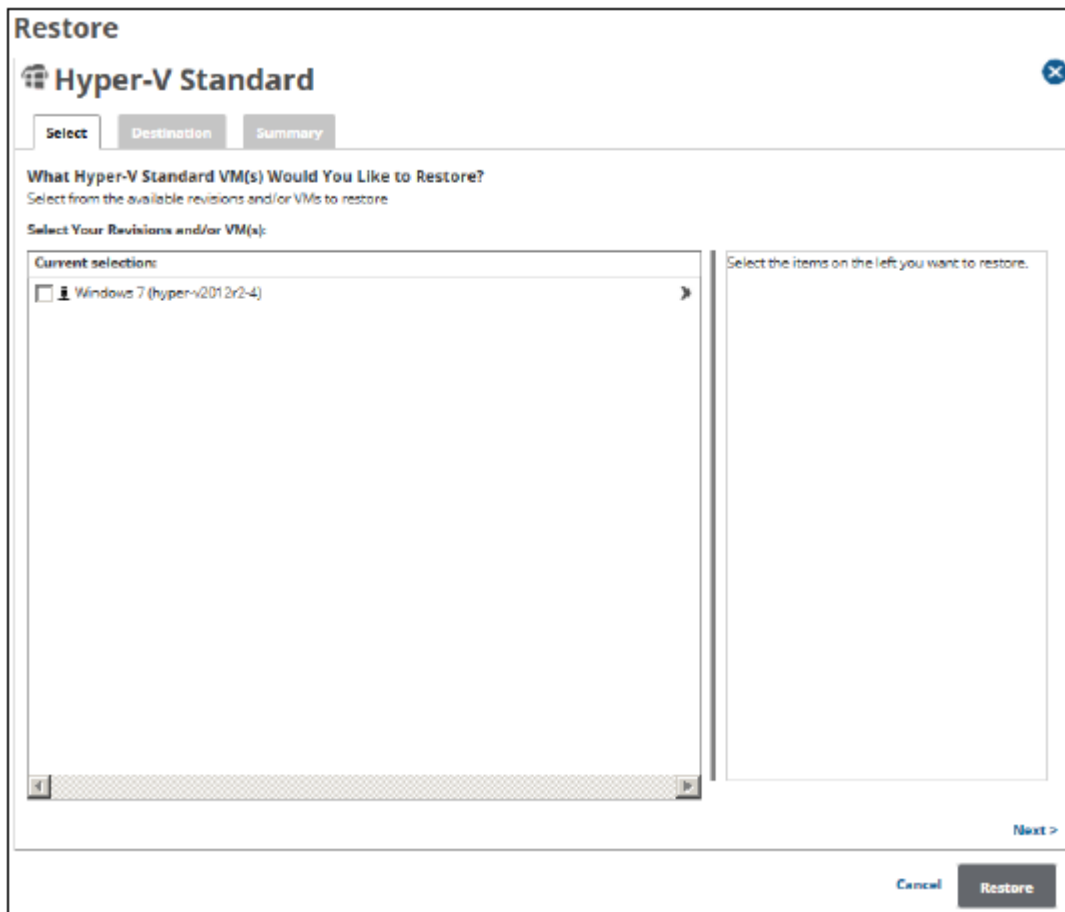 Restore
Hyper-V Standard
Select
Destination
Summary
What Hyper-V Standard VM(s) Would You Like to Restore?
Select from the available revisions and/or VMs to restore
Select Your Revisions and/or VM(s):
Current selection:
Select the items on the left you want to restore.
Windows 7 (hyper-v2012r2-4)
Next >
Cancel
Restore